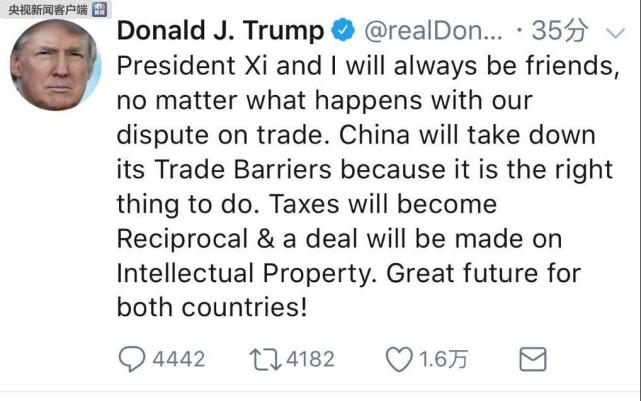 央视新闻客户端
Donald J. Trump @realDon... · 35分
President Xi and I will always be friends,
no matter what happens with our
dispute on trade. China will take down
its Trade Barriers because it is the right
thing to do. Taxes will become
Reciprocal & a deal will be made on
Intellectual Property. Great future for
both countries!
4442 4182 1.6万